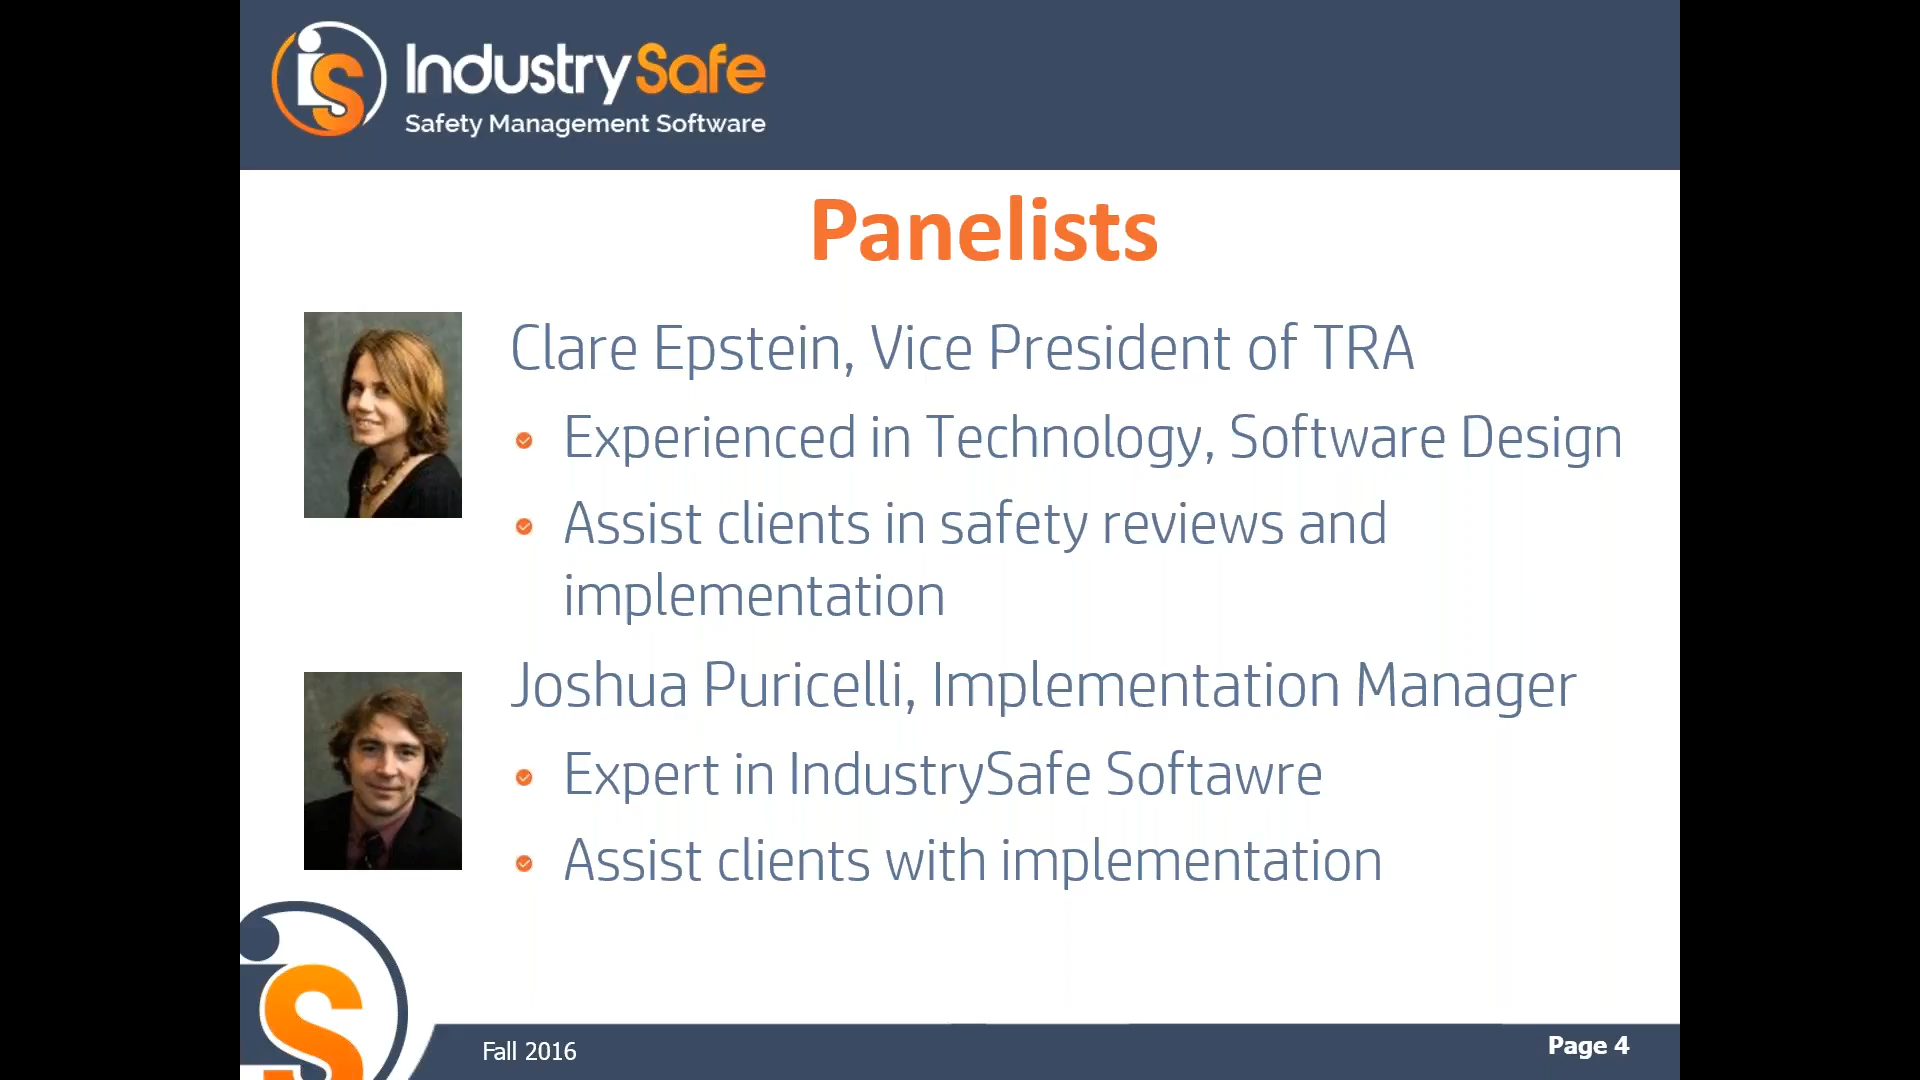 iS IndustrySafe
Safety Management Software
Panelists
Clare Epstein, Vice President of TRA
Experienced in Technology, Software Design
Assist clients in safety reviews and
implementation
Joshua Puricelli, Implementation Manager
Expert in IndustrySafe Softawre
Assist clients with implementation
iS
Fall 2016
Page 4